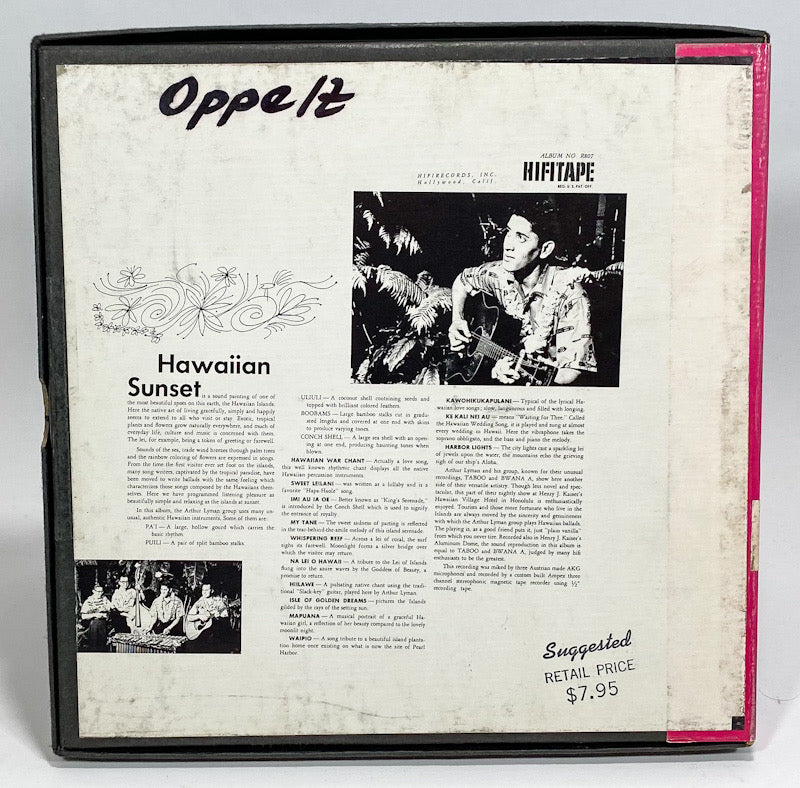 Oppelt
ALBUM NO. R807
HIFIRECORDS, INC.
Hollywood, Calif.
HIFITAPE
REG. U. S. PAT. OFF.
Hawaiian
Sunset is a sound painting of one of
the most beautiful spots on this earth, the Hawaiian Islands.
Here the native art of living gracefully, simply and happily
seems to extend to all who visit or stay. Exotic, tropical
plants and flowers grow naturally everywhere, and much of
everyday life, culture and music is concerned with them.
The lei, for example, being a token of greeting or farewell.
Sounds of the sea, trade wind breezes through palm trees
and the rainbow coloring of flowers are expressed in songs.
From the time the first visitor ever set foot on the islands,
many song writers, captivated by the tropical paradise, have
been moved to write ballads with the same feeling which
characterizes those songs composed by the Hawaiians them-
selves. Here we have programmed listening pleasure as
beautifully simple and relaxing as the islands at sunset.
In this album, the Arthur Lyman group uses many un-
usual, authentic Hawaiian instruments. Some of them are:
PA'I — A large, hollow gourd which carries the
basic rhythm.
PUILI — A pair of split bamboo stalks.
ULIULI — A coconut shell containing seeds and
topped with brilliant colored feathers.
BOOBAMS — Large bamboo stalks cut in gradu-
ated lengths and covered at one end with skins
to produce varying tones.
CONCH SHELL — A large sea shell with an open-
ing at one end, producing haunting tones when
blown.
HAWAIIAN WAR CHANT — Actually a love song,
this well known rhythmic chant displays all the native
Hawaiian percussion instruments.
SWEET LEILANI — was written as a lullaby and is a
favorite "Hapa-Haole" song.
IMI AU IA OE — Better known as "King's Serenade,"
is introduced by the Conch Shell which is used to signify
the entrance of royalty.
MY TANE — The sweet sadness of parting is reflected
in the tear-behind-the-smile melody of this island serenade.
WHISPERING REEF — Across a lei of coral, the surf
sighs its farewell. Moonlight forms a silver bridge over
which the visitor may return.
NA LEI O HAWAII — A tribute to the Lei of Islands
flung into the azure waves by the Goddess of Beauty, a
promise to return.
HIILAWE — A pulsating native chant using the tradi-
tional "Slack-key" guitar, played here by Arthur Lyman.
ISLE OF GOLDEN DREAMS — pictures the Islands
gilded by the rays of the setting sun.
MAPUANA — A musical portrait of a graceful Ha-
waiian girl, a reflection of her beauty compared to the lovely
moonlit night.
WAIPIO — A song tribute to a beautiful island planta-
tion home once existing on what is now the site of Pearl
Harbor.
KAWOHIKUKAPULANI — Typical of the lyrical Ha-
waiian love songs; slow, languorous and filled with longing.
KE KALI NEI AU — means "Waiting for Thee." Called
the Hawaiian Wedding Song, it is played and sung at almost
every wedding in Hawaii. Here the vibraphone takes the
soprano obbligato, and the bass and piano the melody.
HARBOR LIGHTS — The city lights cast a sparkling lei
of jewels upon the water, the mountains echo the grieving
sigh of our ship's Aloha.
Arthur Lyman and his group, known for their unusual
recordings, TABOO and BWANA A, show here another
side of their versatile artistry. Though less novel and spec-
tacular, this part of their nightly show at Henry J. Kaiser's
Hawaiian Village Hotel in Honolulu is enthusiastically
enjoyed. Tourists and those more fortunate who live in the
Islands are always moved by the sincerity and genuineness
with which the Arthur Lyman group plays Hawaiian ballads.
The playing is, as a good friend puts it, just "plain vanilla"
from which you never tire. Recorded also in Henry J. Kaiser's
Aluminum Dome, the sound reproduction in this album is
equal to TABOO and BWANA A, judged by many hifi
enthusiasts to be the greatest.
This recording was miked by three Austrian made AKG
microphones and recorded by a custom built Ampex three
channel stereophonic magnetic tape recorder using ½"
recording tape.
Suggested
RETAIL PRICE
$7.95